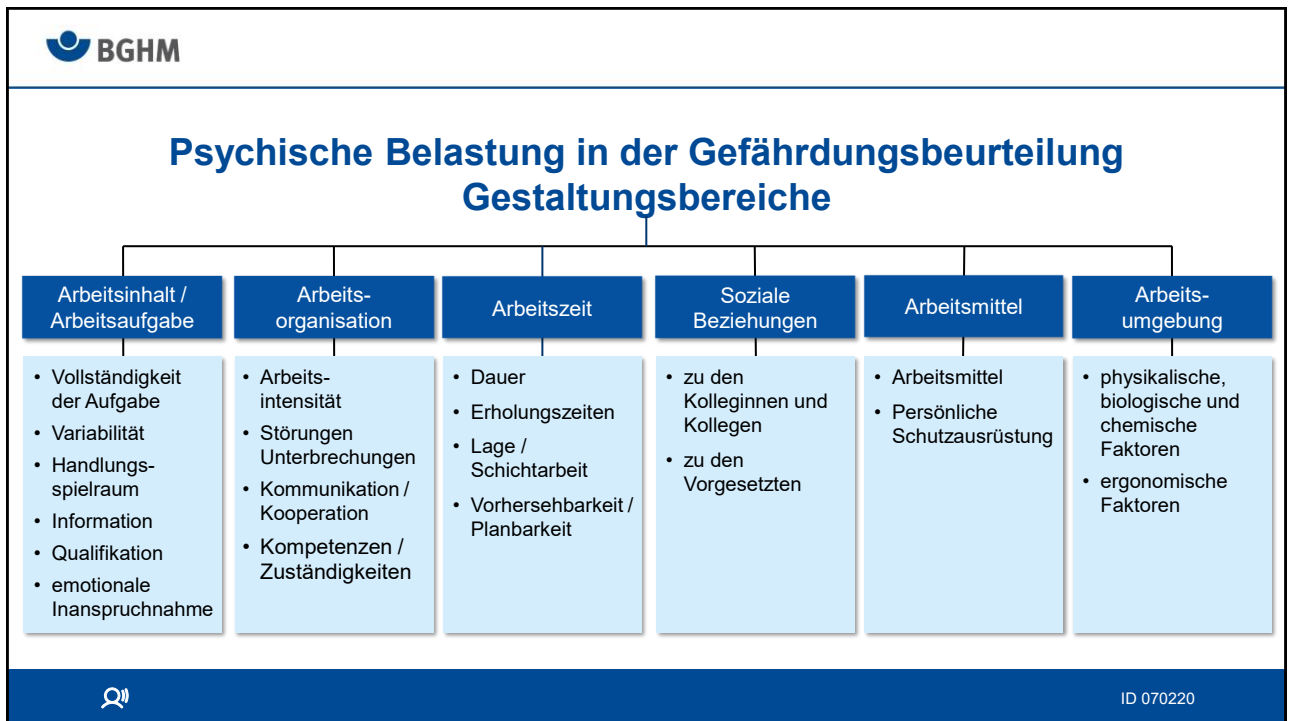 BGHM
Psychische Belastung in der Gefährdungsbeurteilung
Gestaltungsbereiche
Arbeitsinhalt /
Arbeitsaufgabe
• Vollständigkeit
der Aufgabe
• Variabilität
• Handlungs-
spielraum
• Information
• Qualifikation
• emotionale
Inanspruchnahme
Arbeits-
organisation
• Arbeits-
intensität
• Störungen
Unterbrechungen
• Kommunikation /
Kooperation
• Kompetenzen /
Zuständigkeiten
Arbeitszeit
• Dauer
• Erholungszeiten
• Lage /
Schichtarbeit
• Vorhersehbarkeit /
Planbarkeit
Soziale
Beziehungen
• zu den
Kolleginnen und
Kollegen
• zu den
Vorgesetzten
Arbeitsmittel
• Arbeitsmittel
• Persönliche
Schutzausrüstung
Arbeits-
umgebung
• physikalische,
biologische und
chemische
Faktoren
• ergonomische
Faktoren
ID 070220